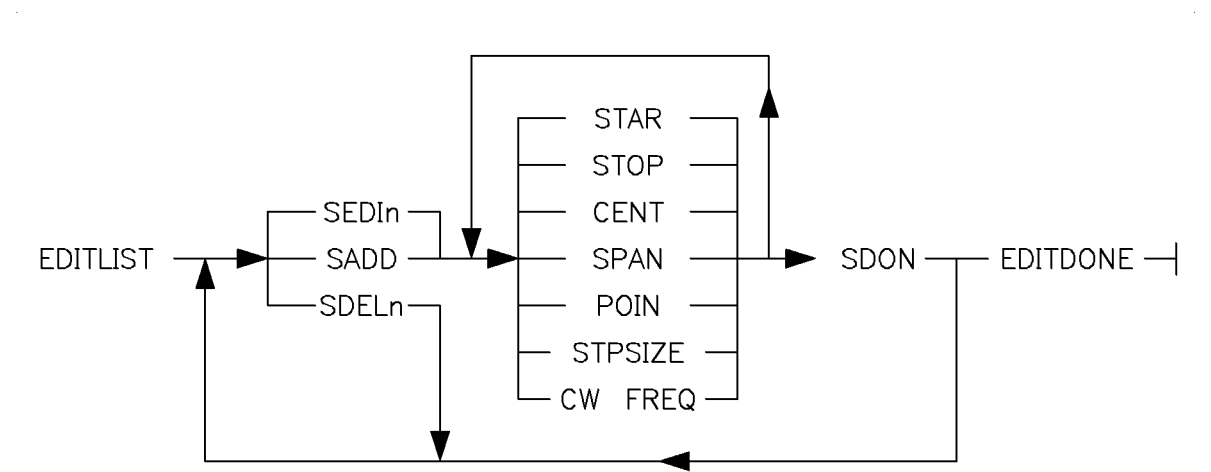 STAR
STOP
SEDIn CENT
EDITLIST SADD SPAN SDON EDITDONE
SDELn POIN
STPSIZE
CW FREQ